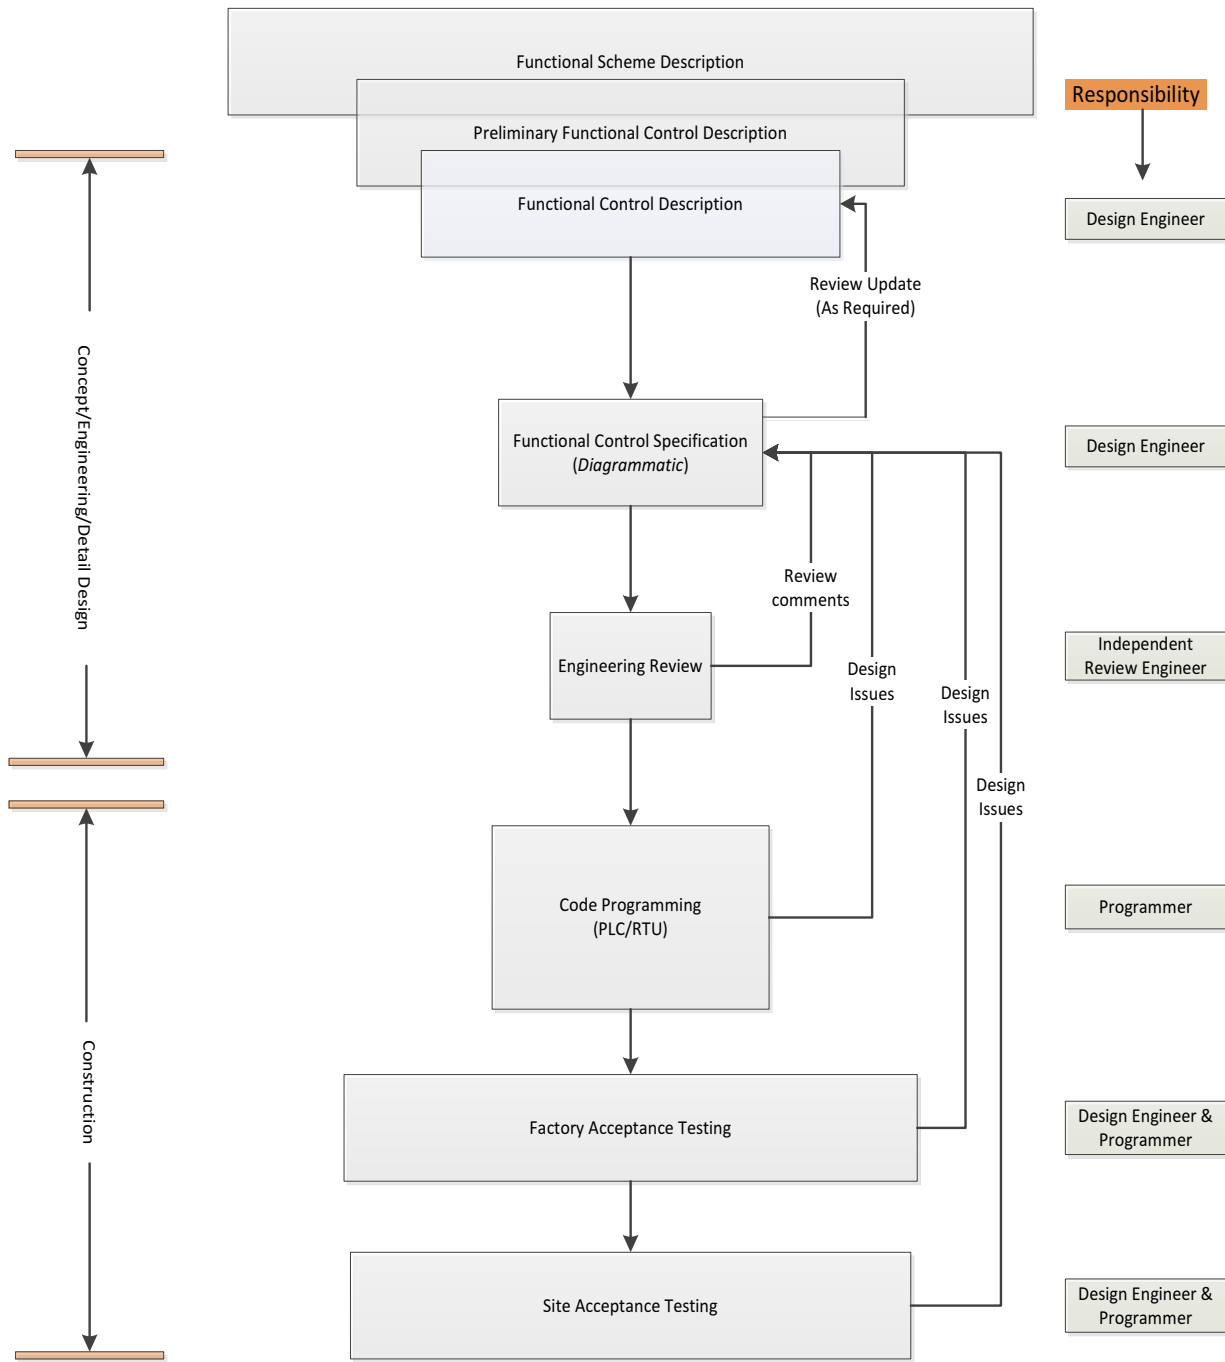 Functional Scheme Description
Responsibility
Preliminary Functional Control Description
Functional Control Description
Design Engineer
Review Update
(As Required)
Concept/Engineering/Detail Design
Functional Control Specification
(Diagrammatic)
Design Engineer
Review
comments
Engineering Review
Independent
Review Engineer
Design
Issues
Design
Issues
Design
Issues
Code Programming
(PLC/RTU)
Programmer
Construction
Factory Acceptance Testing
Design Engineer &
Programmer
Site Acceptance Testing
Design Engineer &
Programmer